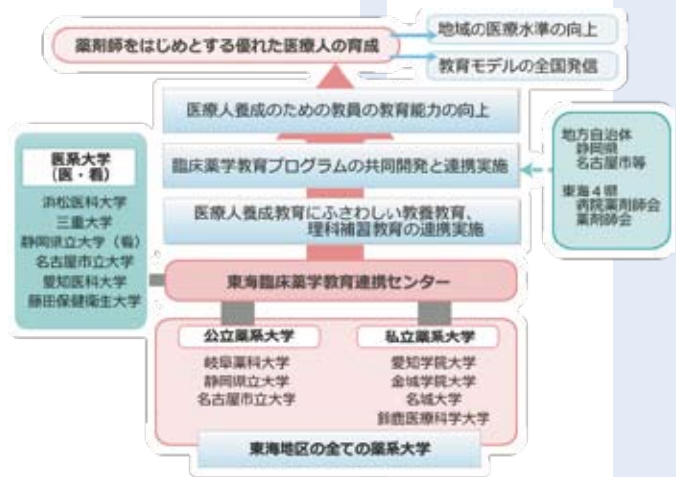 薬剤師をはじめとする優れた医療人の育成
地域の医療水準の向上
教育モデルの全国発信
医療人養成のための教員の教育能力の向上
臨床薬学教育プログラムの共同開発と連携実施
医療人養成教育にふさわしい教養教育、
理科補習教育の連携実施
医系大学
(医・看)
浜松医科大学
三重大学
静岡県立大学(看)
名古屋市立大学
愛知医科大学
藤田保健衛生大学
地方自治体
静岡県
名古屋市等
東海4県
病院薬剤師会
薬剤師会
東海臨床薬学教育連携センター
公立薬系大学
岐阜薬科大学
静岡県立大学
名古屋市立大学
私立薬系大学
愛知学院大学
金城学院大学
名城大学
鈴鹿医療科学大学
東海地区の全ての薬系大学